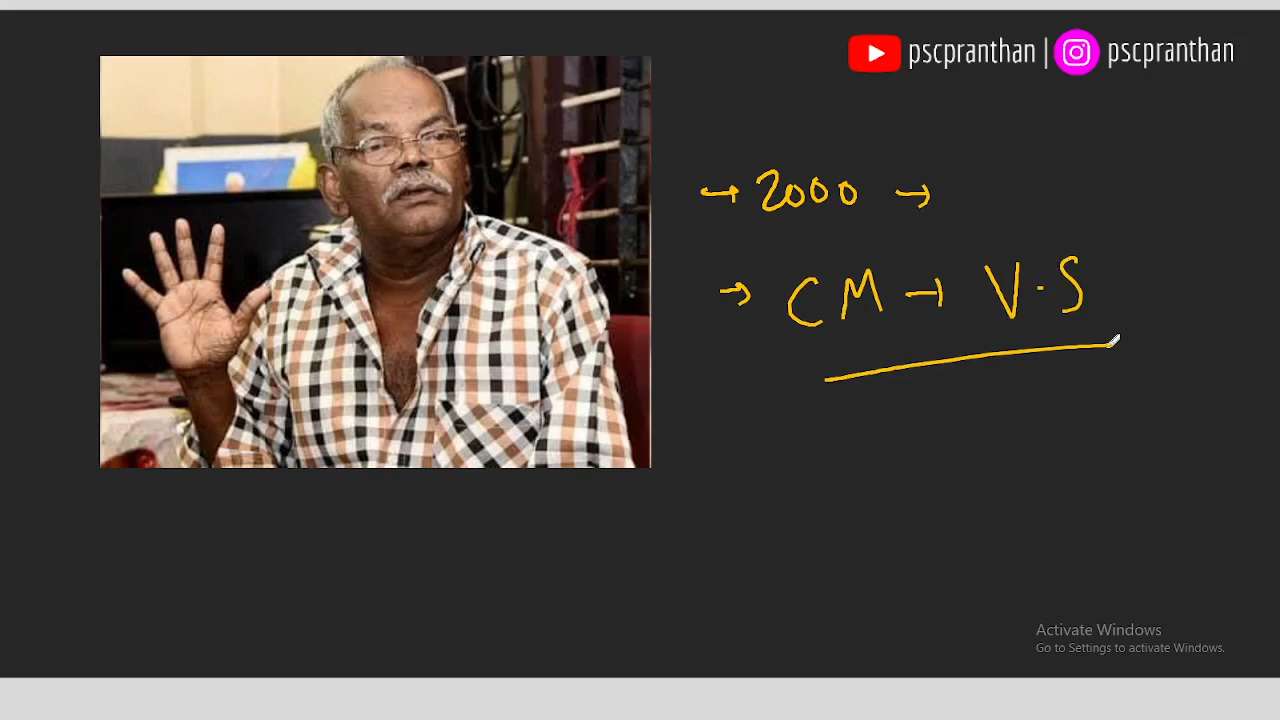 pscpranthan | pscpranthan
→ 2000 →
→ CM → V.S
Activate Windows
Go to Settings to activate Windows.